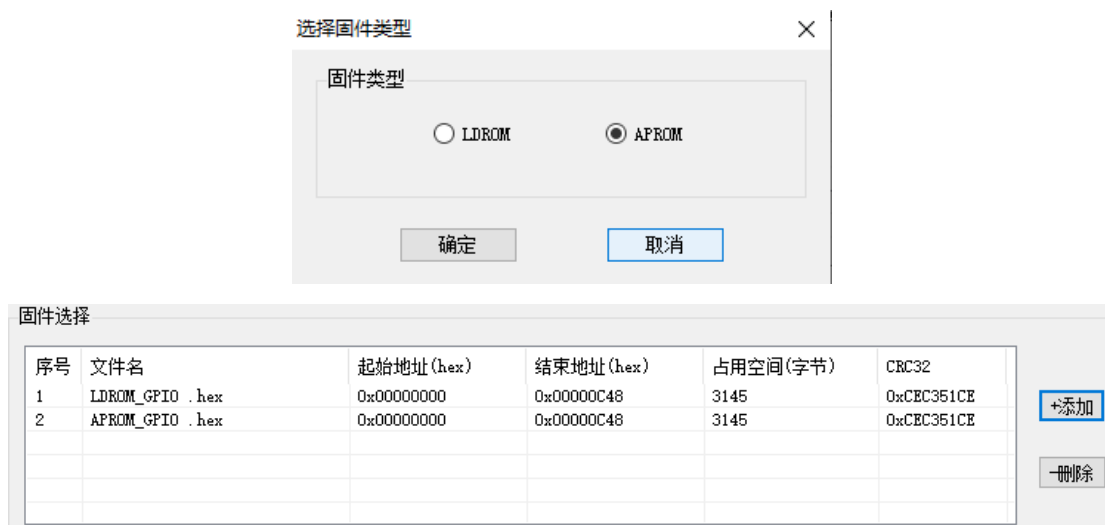 选择固件类型
固件类型
LDROM APROM
确定 取消
固件选择
序号 文件名 起始地址(hex) 结束地址(hex) 占用空间(字节) CRC32
1 LDROM_GPIO .hex 0x00000000 0x00000C48 3145 0xCEC351CE
2 APROM_GPIO .hex 0x00000000 0x00000C48 3145 0xCEC351CE
+添加
-删除